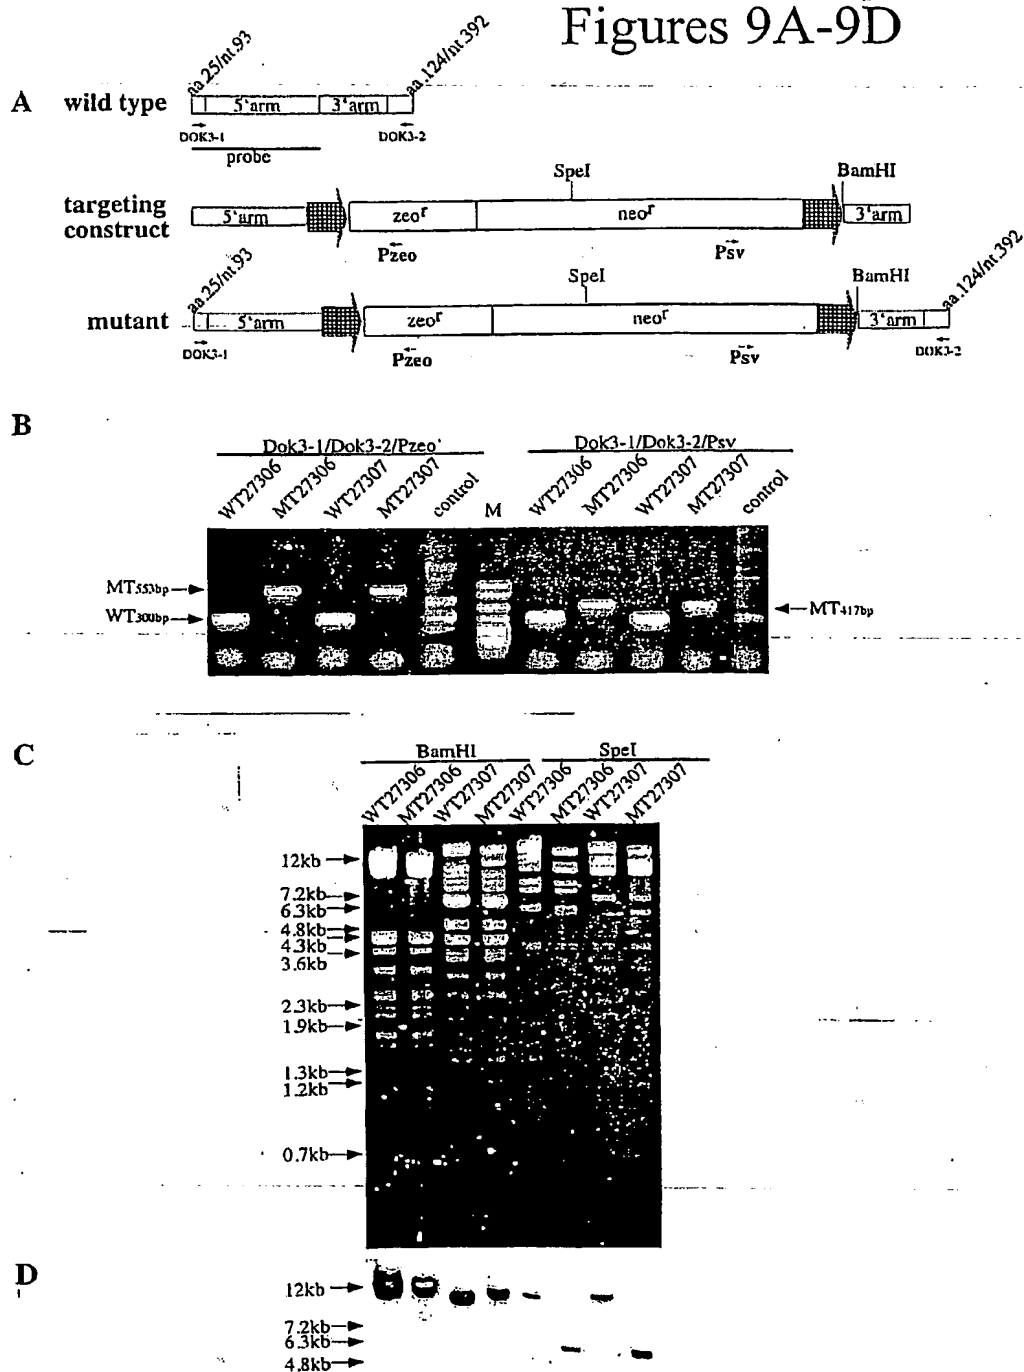 Figures 9A-9D
A
aa.25/nt.93
aa.124/nt.392
wild type
5'arm
3'arm
DOK3-1
DOK3-2
probe
SpeI
BamHI
targeting
construct
5'arm
zeoʳ
neoʳ
3'arm
Pzeo
Psv
aa.25/nt.93
SpeI
BamHI
aa.124/nt.392
mutant
5'arm
zeoʳ
neoʳ
3'arm
DOK3-1
Pzeo
Psv
DOK3-2
B
Dok3-1/Dok3-2/Pzeo
Dok3-1/Dok3-2/Psv
WT27306
MT27306
WT27307
MT27307
control
M
WT27306
MT27306
WT27307
MT27307
control
MT553bp
WT300bp
MT417bp
C
BamHI
SpeI
WT27306
MT27306
WT27307
MT27307
WT27306
MT27306
WT27307
MT27307
12kb
7.2kb
6.3kb
4.8kb
4.3kb
3.6kb
2.3kb
1.9kb
1.3kb
1.2kb
0.7kb
D
12kb
7.2kb
6.3kb
4.8kb